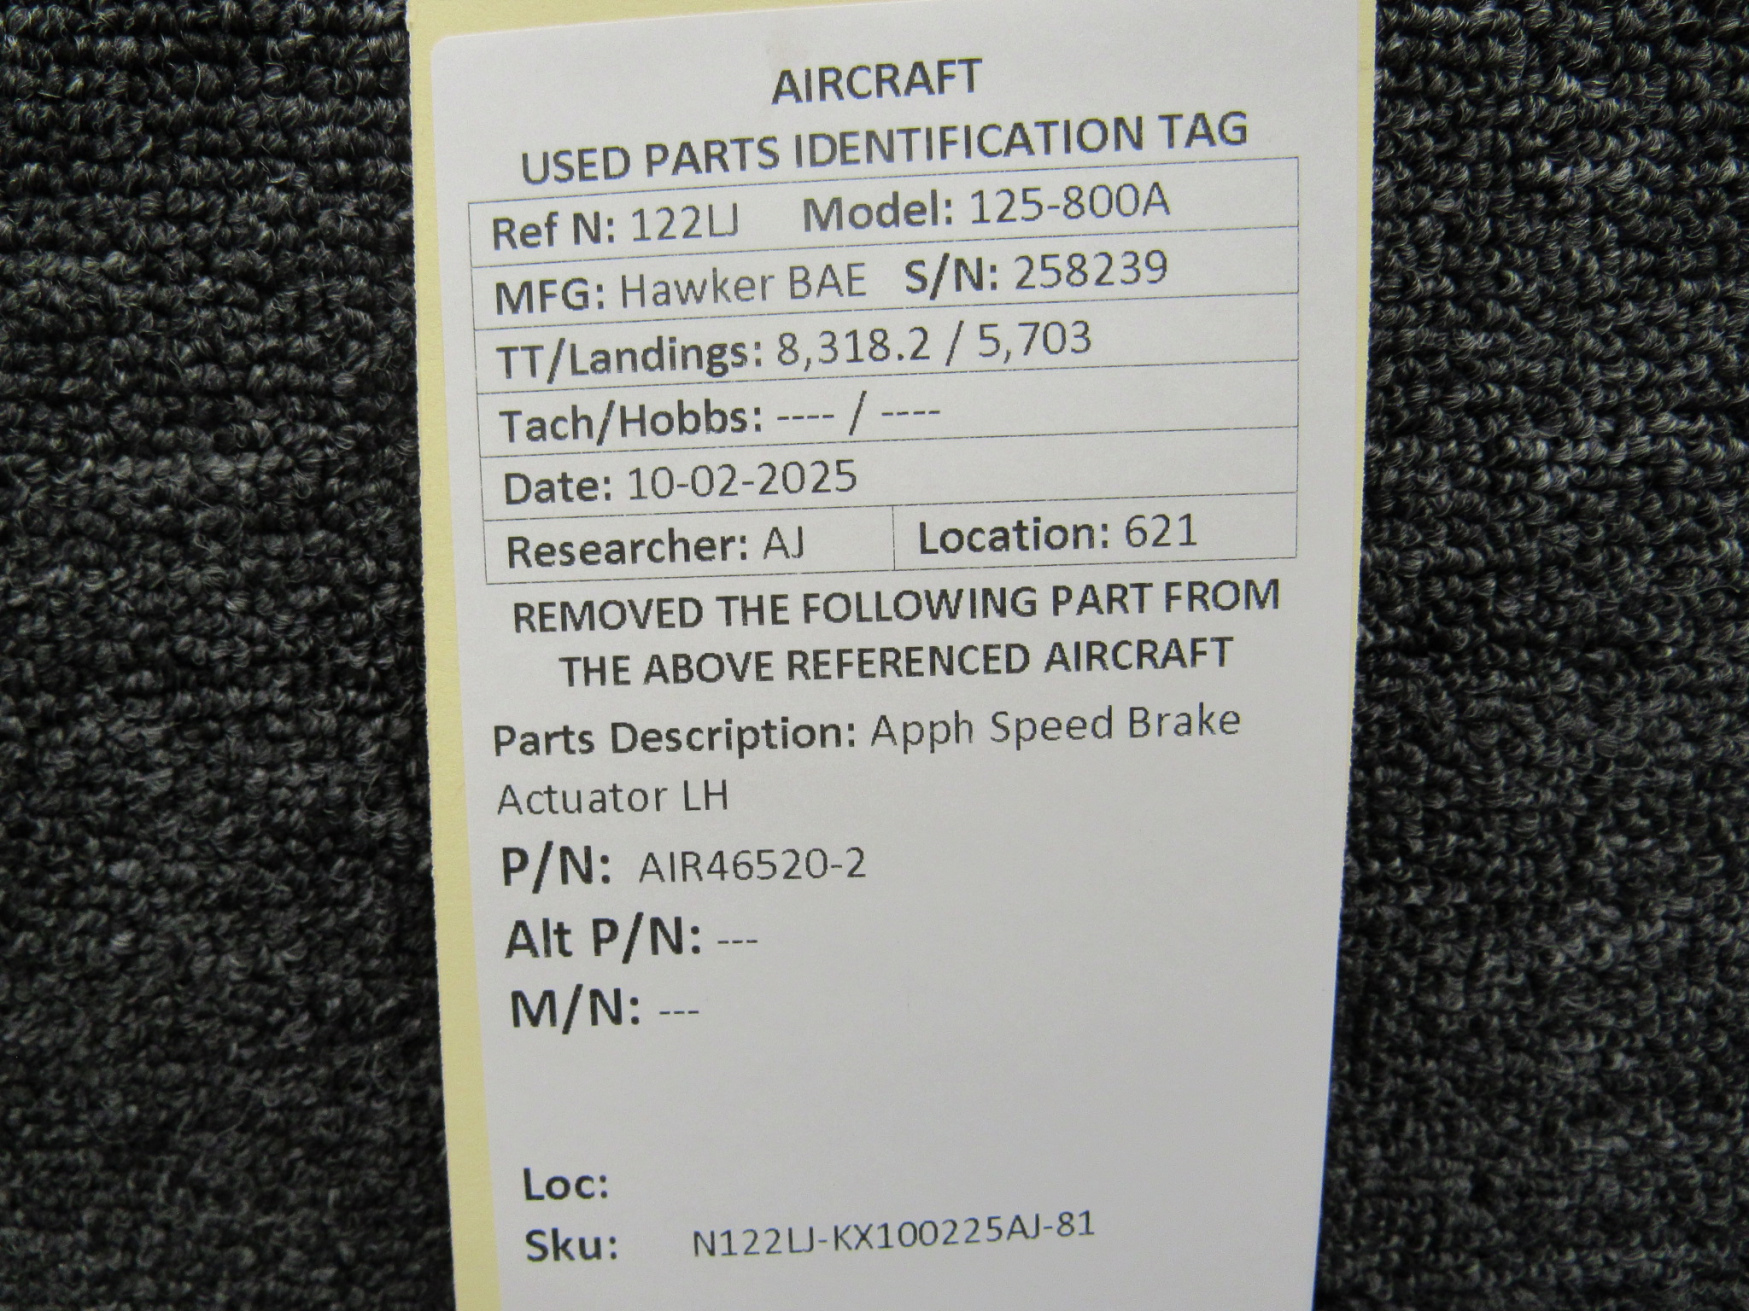 AIRCRAFT
USED PARTS IDENTIFICATION TAG
Ref N: 122LJ Model: 125-800A
MFG: Hawker BAE S/N: 258239
TT/Landings: 8,318.2 / 5,703
Tach/Hobbs: ---- / ----
Date: 10-02-2025
Researcher: AJ Location: 621
REMOVED THE FOLLOWING PART FROM
THE ABOVE REFERENCED AIRCRAFT
Parts Description: Apph Speed Brake
Actuator LH
P/N: AIR46520-2
Alt P/N: ---
M/N: ---
Loc:
Sku: N122LJ-KX100225AJ-81